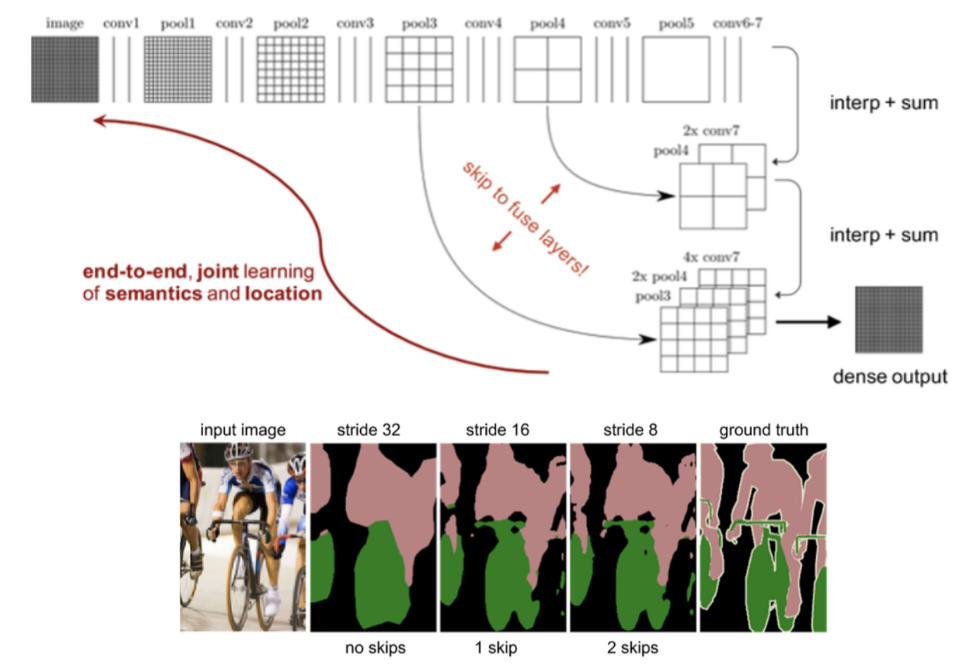 image conv1 pool1 conv2 pool2 conv3 pool3 conv4 pool4 conv5 pool5 conv6-7
interp + sum
2x conv7
pool4
skip to fuse layers!
interp + sum
4x conv7
2x pool4
pool3
end-to-end, joint learning
of semantics and location
dense output
input image stride 32 stride 16 stride 8 ground truth
no skips 1 skip 2 skips